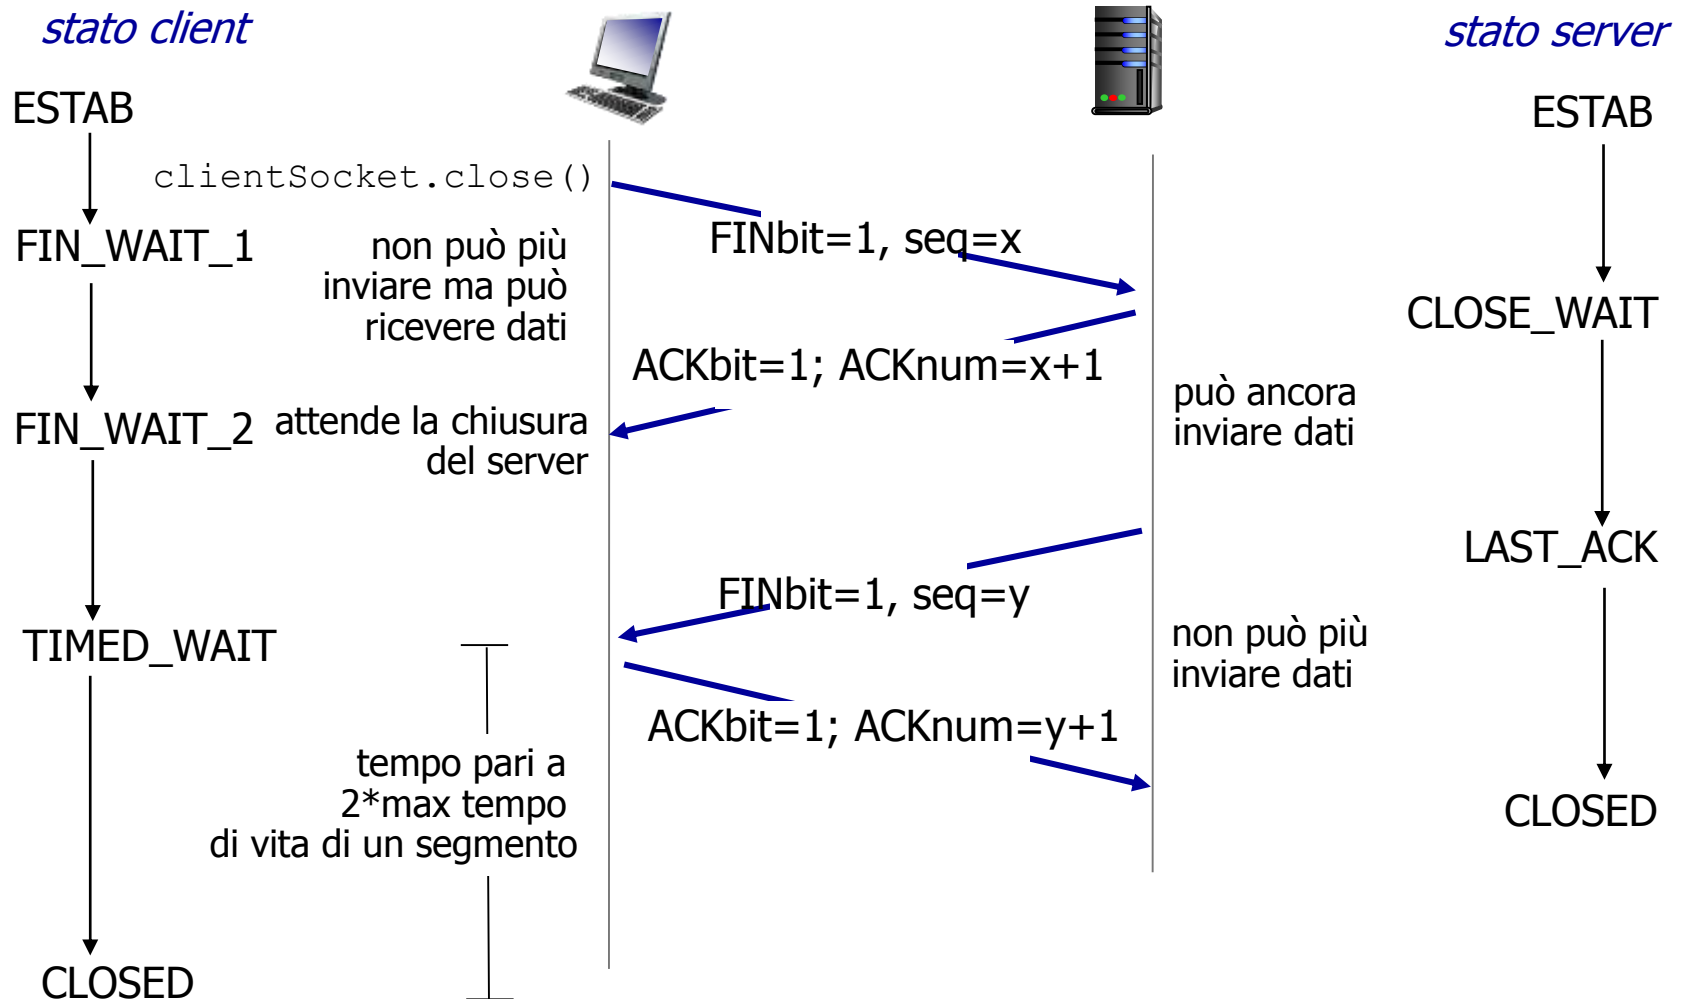 stato client
stato server
ESTAB
ESTAB
clientSocket.close()
FIN_WAIT_1
non può più
inviare ma può
ricevere dati
FINbit=1, seq=x
CLOSE_WAIT
ACKbit=1; ACKnum=x+1
può ancora
inviare dati
FIN_WAIT_2
attende la chiusura
del server
LAST_ACK
FINbit=1, seq=y
TIMED_WAIT
non può più
inviare dati
ACKbit=1; ACKnum=y+1
tempo pari a
2*max tempo
di vita di un segmento
CLOSED
CLOSED